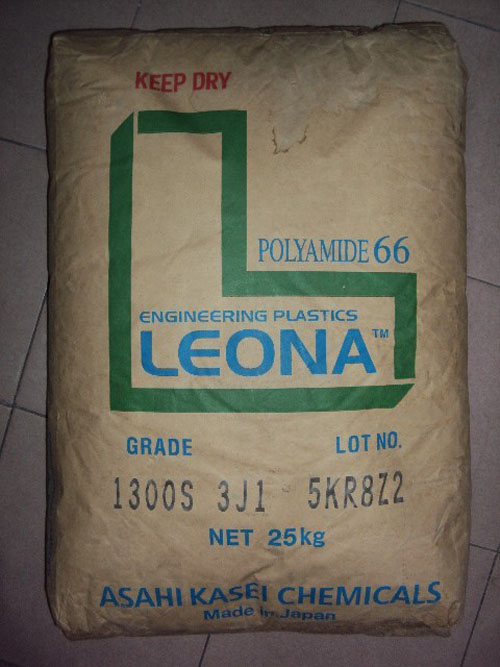 KEEP DRY
POLYAMIDE 66
ENGINEERING PLASTICS
LEONA™
GRADE LOT NO.
1300S 3J1 5KR8Z2
NET 25kg
ASAHI KASEI CHEMICALS
Made in Japan